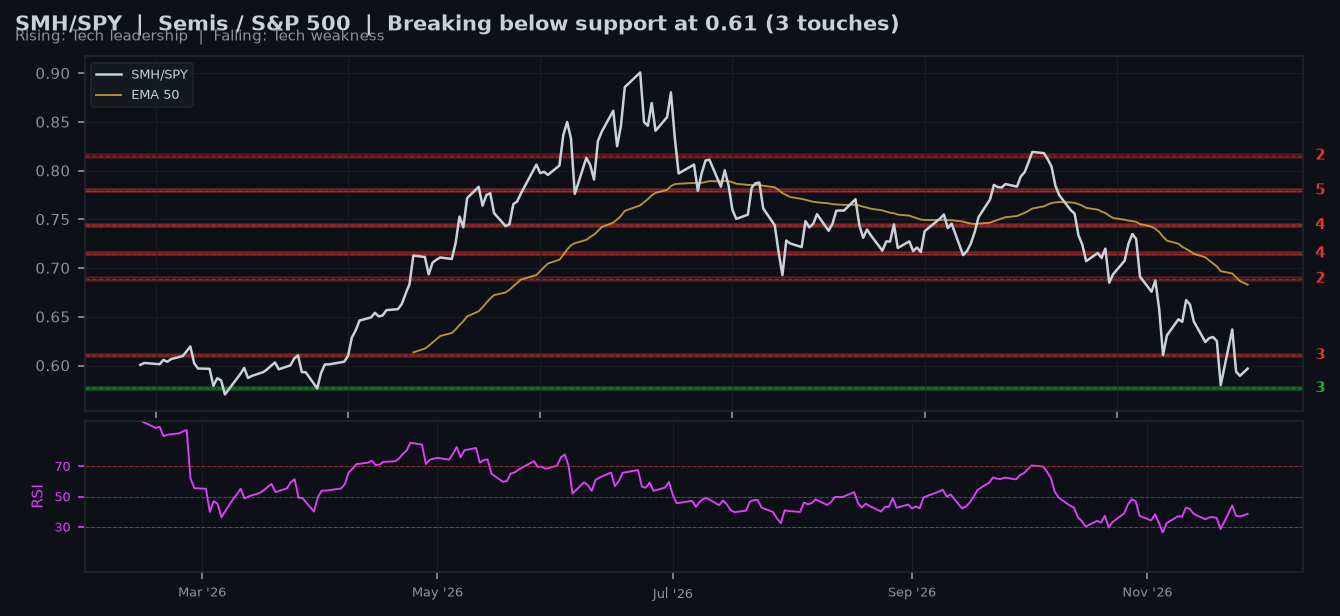 SMH/SPY | Semis / S&P 500 | Breaking below support at 0.61 (3 touches)
Rising: Tech leadership | Falling: Tech weakness
SMH/SPY
EMA 50
0.90
0.85
0.80
0.75
0.70
0.65
0.60
2
5
4
4
2
3
3
RSI
70
50
30
Mar '26
May '26
Jul '26
Sep '26
Nov '26